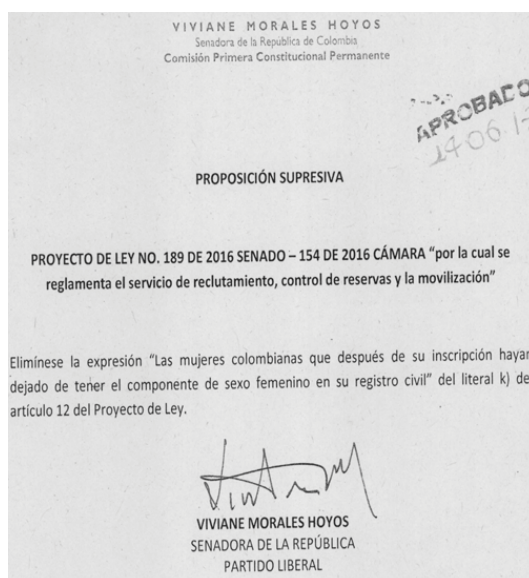 VIVIANE MORALES HOYOS
Senadora de la República de Colombia
Comisión Primera Constitucional Permanente
APROBADO
14 06 17
PROPOSICIÓN SUPRESIVA
PROYECTO DE LEY NO. 189 DE 2016 SENADO – 154 DE 2016 CÁMARA “por la cual se
reglamenta el servicio de reclutamiento, control de reservas y la movilización”
Elimínese la expresión “Las mujeres colombianas que después de su inscripción hayan
dejado de tener el componente de sexo femenino en su registro civil” del literal k) de
artículo 12 del Proyecto de Ley.
VIVIANE MORALES HOYOS
SENADORA DE LA REPÚBLICA
PARTIDO LIBERAL